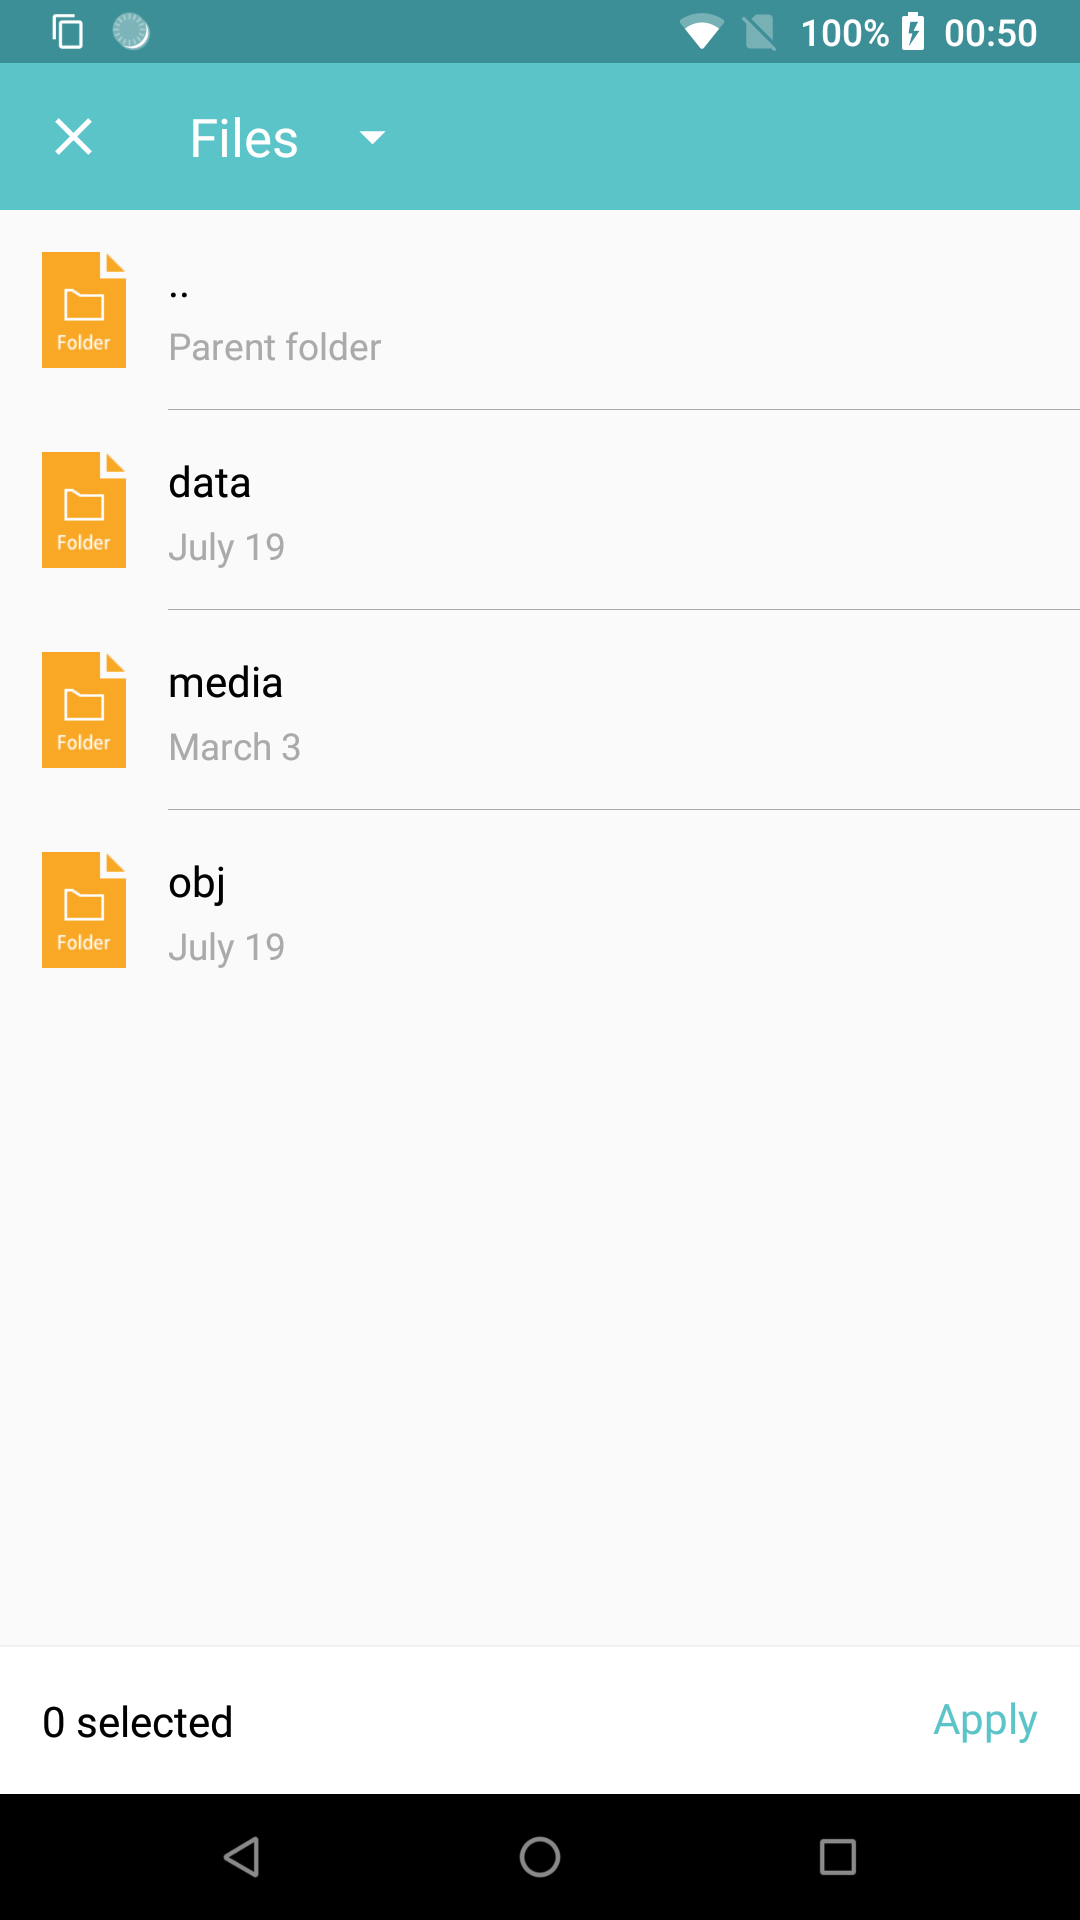 100% 00:50
Files
Folder
..
Parent folder
Folder
data
July 19
Folder
media
March 3
Folder
obj
July 19
0 selected
Apply